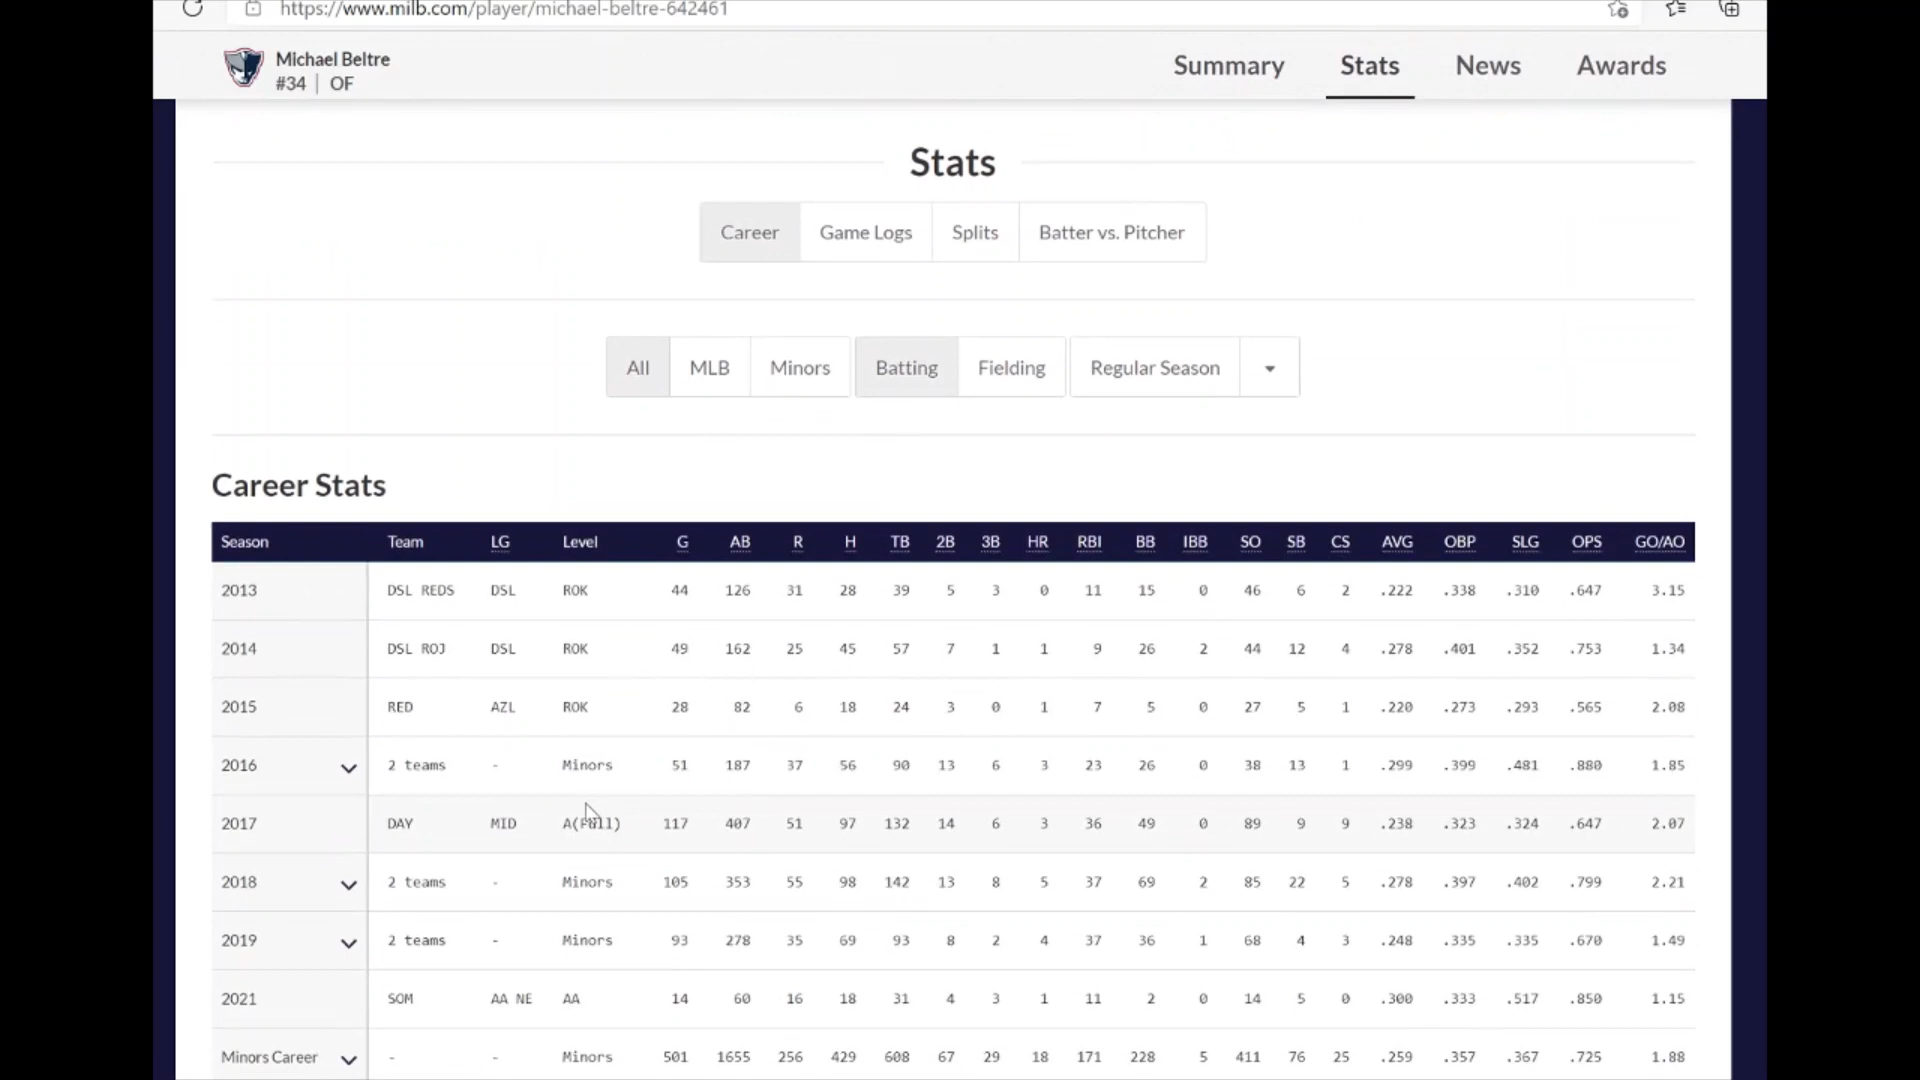 https://www.milb.com/player/michael-beltre-642461
Michael Beltre
#34 | OF
Summary Stats News Awards
Stats
Career Game Logs Splits Batter vs. Pitcher
All MLB Minors Batting Fielding Regular Season
Career Stats
Season Team LG Level G AB R H TB 2B 3B HR RBI BB IBB SO SB CS AVG OBP SLG OPS GO/AO
2013 DSL REDS DSL ROK 44 126 31 28 39 5 3 0 11 15 0 46 6 2 .222 .338 .310 .647 3.15
2014 DSL ROJ DSL ROK 49 162 25 45 57 7 1 1 9 26 2 44 12 4 .278 .401 .352 .753 1.34
2015 RED AZL ROK 28 82 6 18 24 3 0 1 7 5 0 27 5 1 .220 .273 .293 .565 2.08
2016 2 teams - Minors 51 187 37 56 90 13 6 3 23 26 0 38 13 1 .299 .399 .481 .880 1.85
2017 DAY MID A(Full) 117 407 51 97 132 14 6 3 36 49 0 89 9 9 .238 .323 .324 .647 2.07
2018 2 teams - Minors 105 353 55 98 142 13 8 5 37 69 2 85 22 5 .278 .397 .402 .799 2.21
2019 2 teams - Minors 93 278 35 69 93 8 2 4 37 36 1 68 4 3 .248 .335 .335 .670 1.49
2021 SOM AA NE AA 14 60 16 18 31 4 3 1 11 2 0 14 5 0 .300 .333 .517 .850 1.15
Minors Career - - Minors 501 1655 256 429 608 67 29 18 171 228 5 411 76 25 .259 .357 .367 .725 1.88